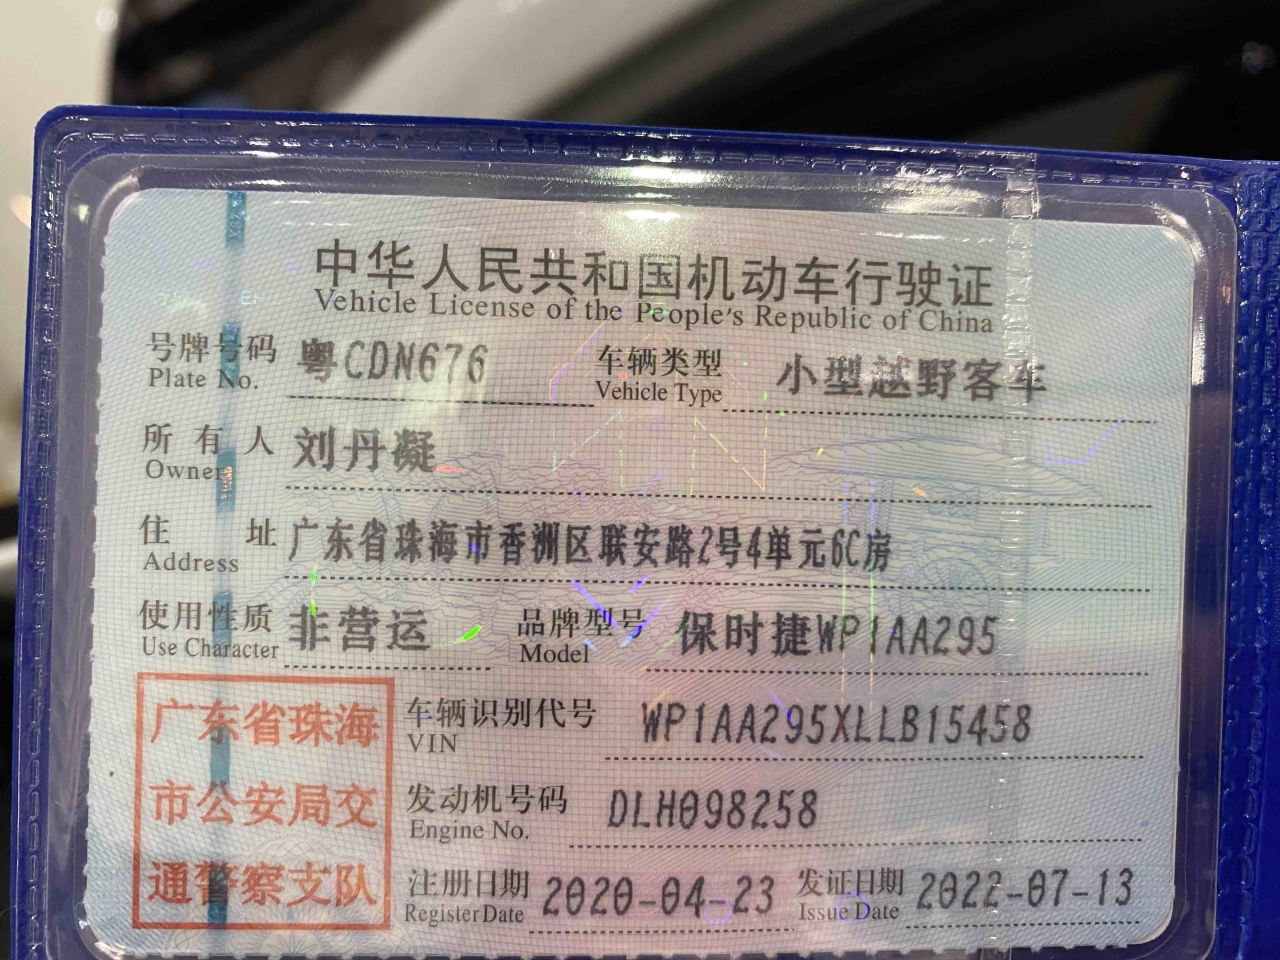 中华人民共和国机动车行驶证
Vehicle License of the People's Republic of China
号牌号码 粤CDN676 车辆类型 小型越野客车
Plate No. Vehicle Type
所有人 刘丹凝
Owner
住址 广东省珠海市香洲区联安路2号4单元6C房
Address
使用性质 非营运 品牌型号 保时捷WP1AA295
Use Character Model
广东省珠海
市公安局交
通警察支队
车辆识别代号 WP1AA295XLLB15458
VIN
发动机号码 DLH098258
Engine No.
注册日期 2020-04-23 发证日期 2022-07-13
Register Date Issue Date